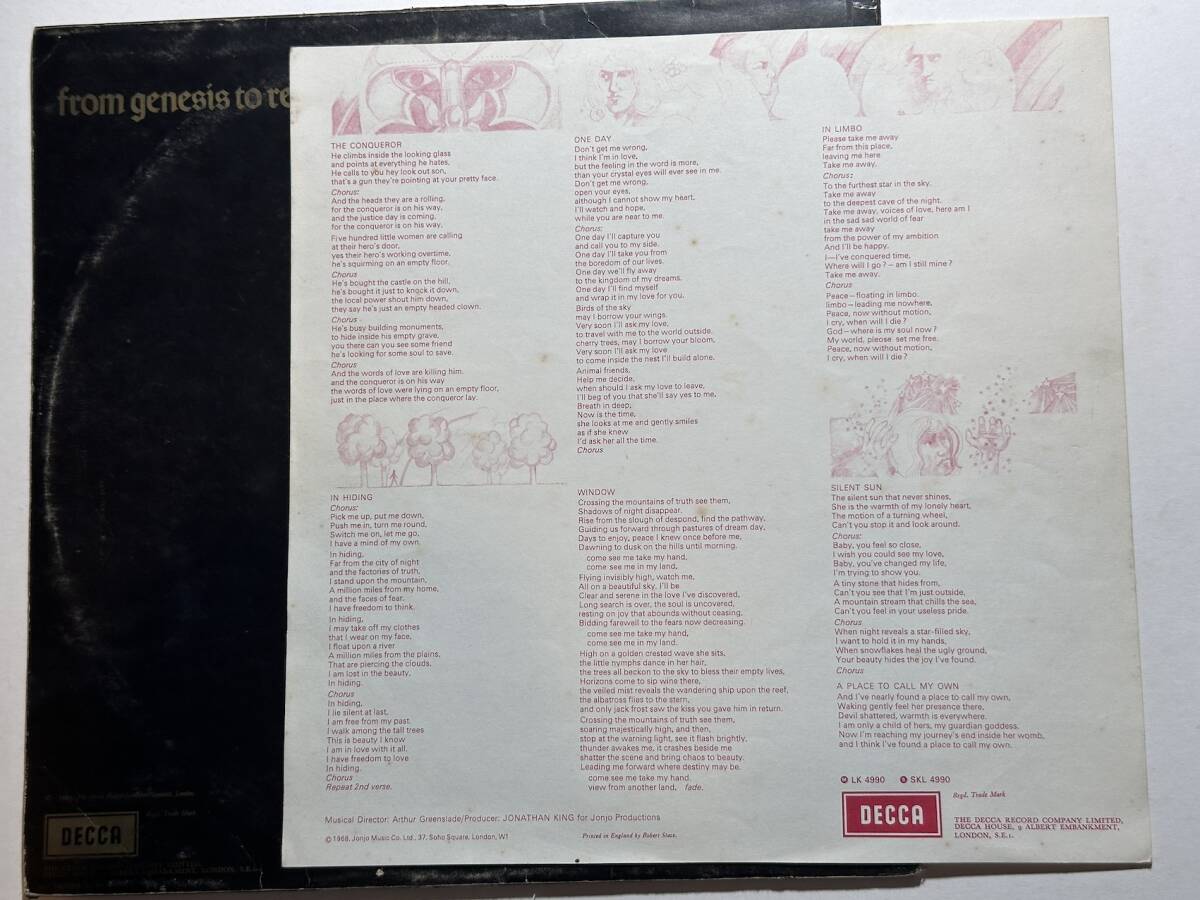 from genesis to re
THE CONQUEROR
He climbs inside the looking glass
and points at everything he hates,
He calls to you hey look out son,
that's a gun they're pointing at your pretty face.
Chorus:
And the heads they are a rolling,
for the conqueror is on his way,
and the justice day is coming,
for the conqueror is on his way,
Five hundred little women are calling
at their hero's door,
yes their hero's working overtime,
he's squirming on an empty floor,
Chorus
He's bought the castle on the hill,
he's bought it just to knock it down,
the local power shout him down,
they say he's just an empty headed clown.
Chorus
He's busy building monuments,
to hide inside his empty grave,
you there can you see some friend
he's looking for some soul to save.
Chorus
And the words of love are killing him.
and the conqueror is on his way
the words of love were lying on an empty floor,
just in the place where the conqueror lay.
IN HIDING
Chorus:
Pick me up, put me down,
Push me in, turn me round,
Switch me on, let me go,
I have a mind of my own.
In hiding,
Far from the city of night
and the factories of truth,
I stand upon the mountain,
A million miles from my home,
and the faces of fear.
I have freedom to think.
In hiding,
I may take off my clothes
that I wear on my face,
I float upon a river
A million miles from the plains,
That are piercing the clouds.
I am lost in the beauty.
In hiding.
Chorus
In hiding.
I lie silent at last,
I am free from my past
I walk among the tall trees
This is beauty I know
I am in love with it all.
I have freedom to love
In hiding.
Chorus
Repeat 2nd verse.
ONE DAY
Don't get me wrong,
I think I'm in love,
but the feeling in the word is more,
than your crystal eyes will ever see in me.
Don't get me wrong,
open your eyes,
although I cannot show my heart,
I'll watch and hope,
while you are near to me.
Chorus:
One day I'll capture you
and call you to my side.
One day I'll take you from
the boredom of our lives.
One day we'll fly away
to the kingdom of my dreams.
One day I'll find myself
and wrap it in my love for you.
Birds of the sky
may I borrow your wings.
Very soon I'll ask my love,
to travel with me to the world outside.
cherry trees, may I borrow your bloom,
Very soon I'll ask my love
to come inside the nest I'll build alone.
Animal friends,
Help me decide,
when should I ask my love to leave,
I'll beg of you that she'll say yes to me,
Breath in deep,
Now is the time,
she looks at me and gently smiles
as if she knew
I'd ask her all the time.
Chorus
WINDOW
Crossing the mountains of truth see them,
Shadows of night disappear.
Rise from the slough of despond, find the pathway,
Guiding us forward through pastures of dream day,
Days to enjoy, peace I knew once before me,
Dawning to dusk on the hills until morning.
come see me take my hand,
come see me in my land,
Flying invisibly high, watch me,
All on a beautiful sky, I'll be
Clear and serene in the love I've discovered,
Long search is over, the soul is uncovered,
resting on joy that abounds without ceasing,
Bidding farewell to the fears now decreasing.
come see me take my hand,
come see me in my land.
High on a golden crested wave she sits,
the little nymphs dance in her hair,
the trees all beckon to the sky to bless their empty lives,
Horizons come to sip wine there,
the veiled mist reveals the wandering ship upon the reef,
the albatross flies to the stern,
and only jack frost saw the kiss you gave him in return.
Crossing the mountains of truth see them,
soaring majestically high, and then,
stop at the warning light, see it flash brightly,
thunder awakes me, it crashes beside me
shatter the scene and bring chaos to beauty.
Leading me forward where destiny may be.
come see me take my hand.
view from another land, fade.
IN LIMBO
Please take me away
Far from this place,
leaving me here
Take me away.
Chorus:
To the furthest star in the sky.
Take me away
to the deepest cave of the night.
Take me away, voices of love, here am I
in the sad sad world of fear
take me away
from the power of my ambition
And I'll be happy.
I—I've conquered time,
Where will I go?—am I still mine?
Take me away.
Chorus
Peace—floating in limbo.
limbo—leading me nowhere,
Peace, now without motion,
I cry, when will I die?
God—where is my soul now?
My world, please set me free.
Peace, now without motion,
I cry, when will I die?
SILENT SUN
The silent sun that never shines,
She is the warmth of my lonely heart,
The motion of a turning wheel,
Can't you stop it and look around.
Chorus:
Baby, you feel so close,
I wish you could see my love,
Baby, you've changed my life,
I'm trying to show you.
A tiny stone that hides from,
Can't you see that I'm just outside,
A mountain stream that chills the sea,
Can't you feel in your useless pride.
Chorus
When night reveals a star-filled sky,
I want to hold it in my hands,
When snowflakes heal the ugly ground,
Your beauty hides the joy I've found.
Chorus
A PLACE TO CALL MY OWN
And I've nearly found a place to call my own,
Waking gently feel her presence there,
Devil shattered, warmth is everywhere.
I am only a child of hers, my guardian goddess.
Now I'm reaching my journey's end inside her womb,
and I think I've found a place to call my own.
M LK 4990 S SKL 4990
DECCA
Regd. Trade Mark
THE DECCA RECORD COMPANY LIMITED,
DECCA HOUSE, 9 ALBERT EMBANKMENT,
LONDON, S.E.1.
Musical Director: Arthur Greenslade/Producer: JONATHAN KING for Jonjo Productions
© 1968, Jonjo Music Co. Ltd., 37, Soho Square, London, W1
Printed in England by Robert Stace.
DECCA
Regd. Trade Mark
LONDON, S.E.1